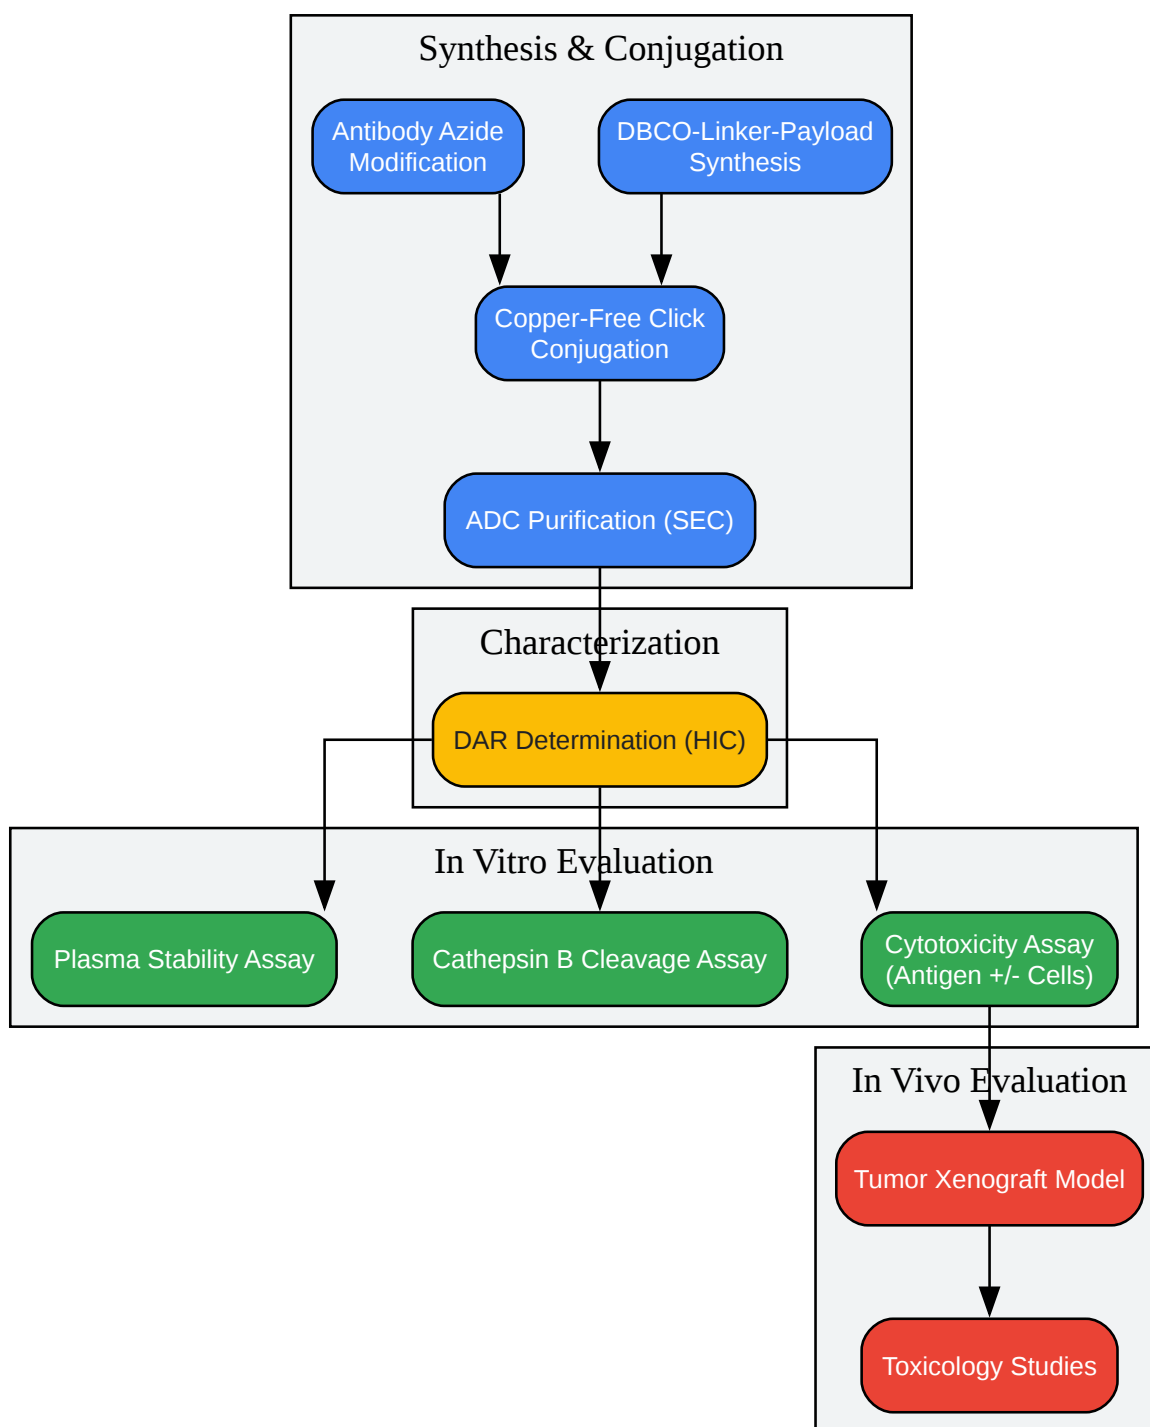 Synthesis & Conjugation
Antibody Azide
Modification
DBCO-Linker-Payload
Synthesis
Copper-Free Click
Conjugation
ADC Purification (SEC)
Characterization
DAR Determination (HIC)
In Vitro Evaluation
Plasma Stability Assay
Cathepsin B Cleavage Assay
Cytotoxicity Assay
(Antigen +/- Cells)
In Vivo Evaluation
Tumor Xenograft Model
Toxicology Studies